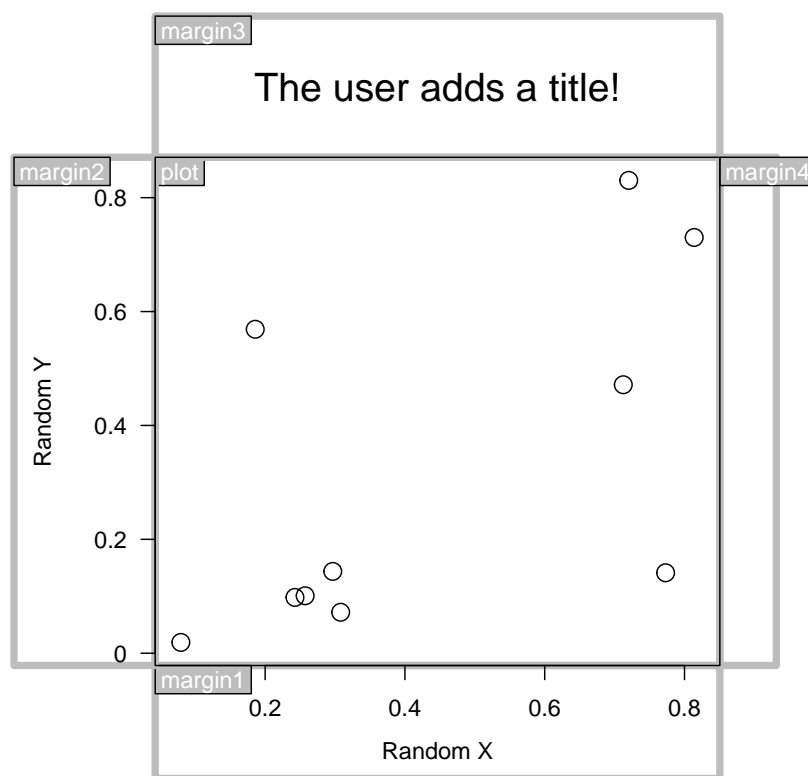 margin3
The user adds a title!
margin2
plot
margin4
0.8
0.6
Random Y
0.4
0.2
0
margin1
0.2 0.4 0.6 0.8
Random X